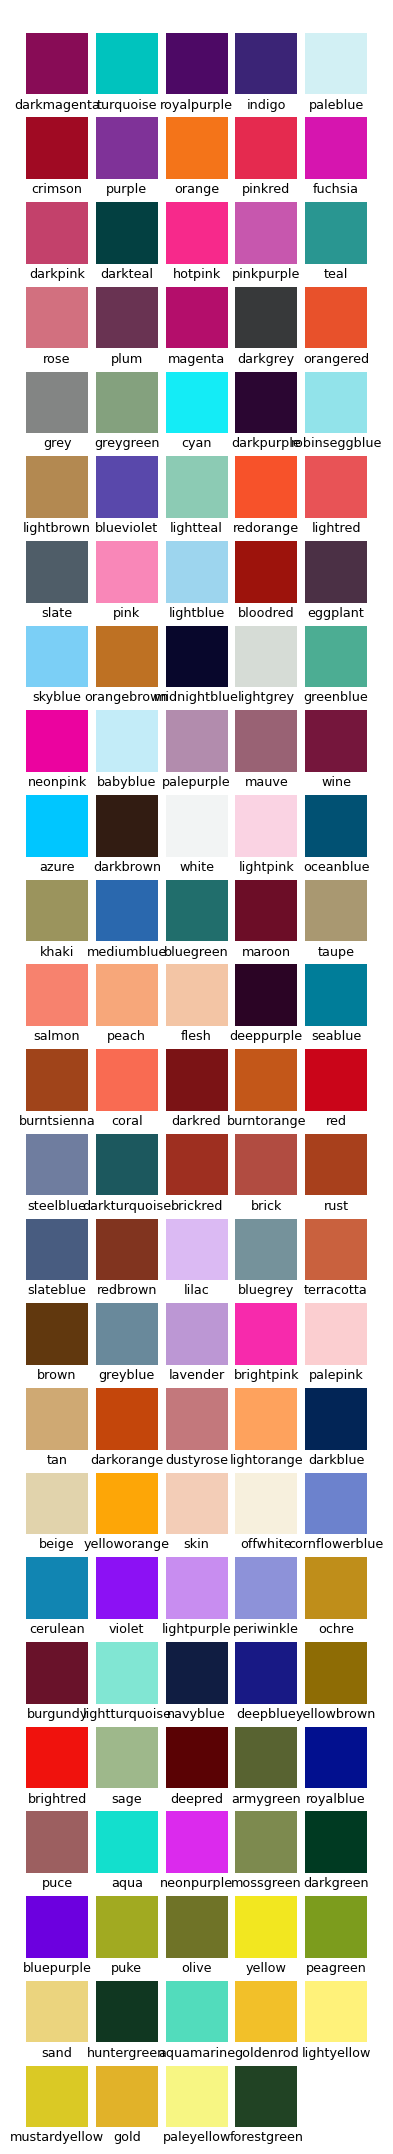 darkmagenta turquoise royalpurple indigo paleblue
crimson purple orange pinkred fuchsia
darkpink darkteal hotpink pinkpurple teal
rose plum magenta darkgrey orangered
grey greygreen cyan darkpurple robinseggblue
lightbrown blueviolet lightteal redorange lightred
slate pink lightblue bloodred eggplant
skyblue orangebrown midnightblue lightgrey greenblue
neonpink babyblue palepurple mauve wine
azure darkbrown white lightpink oceanblue
khaki mediumblue bluegreen maroon taupe
salmon peach flesh deeppurple seablue
burntsienna coral darkred burntorange red
steelblue darkturquoise brickred brick rust
slateblue redbrown lilac bluegrey terracotta
brown greyblue lavender brightpink palepink
tan darkorange dustyrose lightorange darkblue
beige yelloworange skin offwhite cornflowerblue
cerulean violet lightpurple periwinkle ochre
burgundy lightturquoise navyblue deepblue yellowbrown
brightred sage deepred armygreen royalblue
puce aqua neonpurple mossgreen darkgreen
bluepurple puke olive yellow peagreen
sand huntergreen aquamarine goldenrod lightyellow
mustardyellow gold paleyellow forestgreen